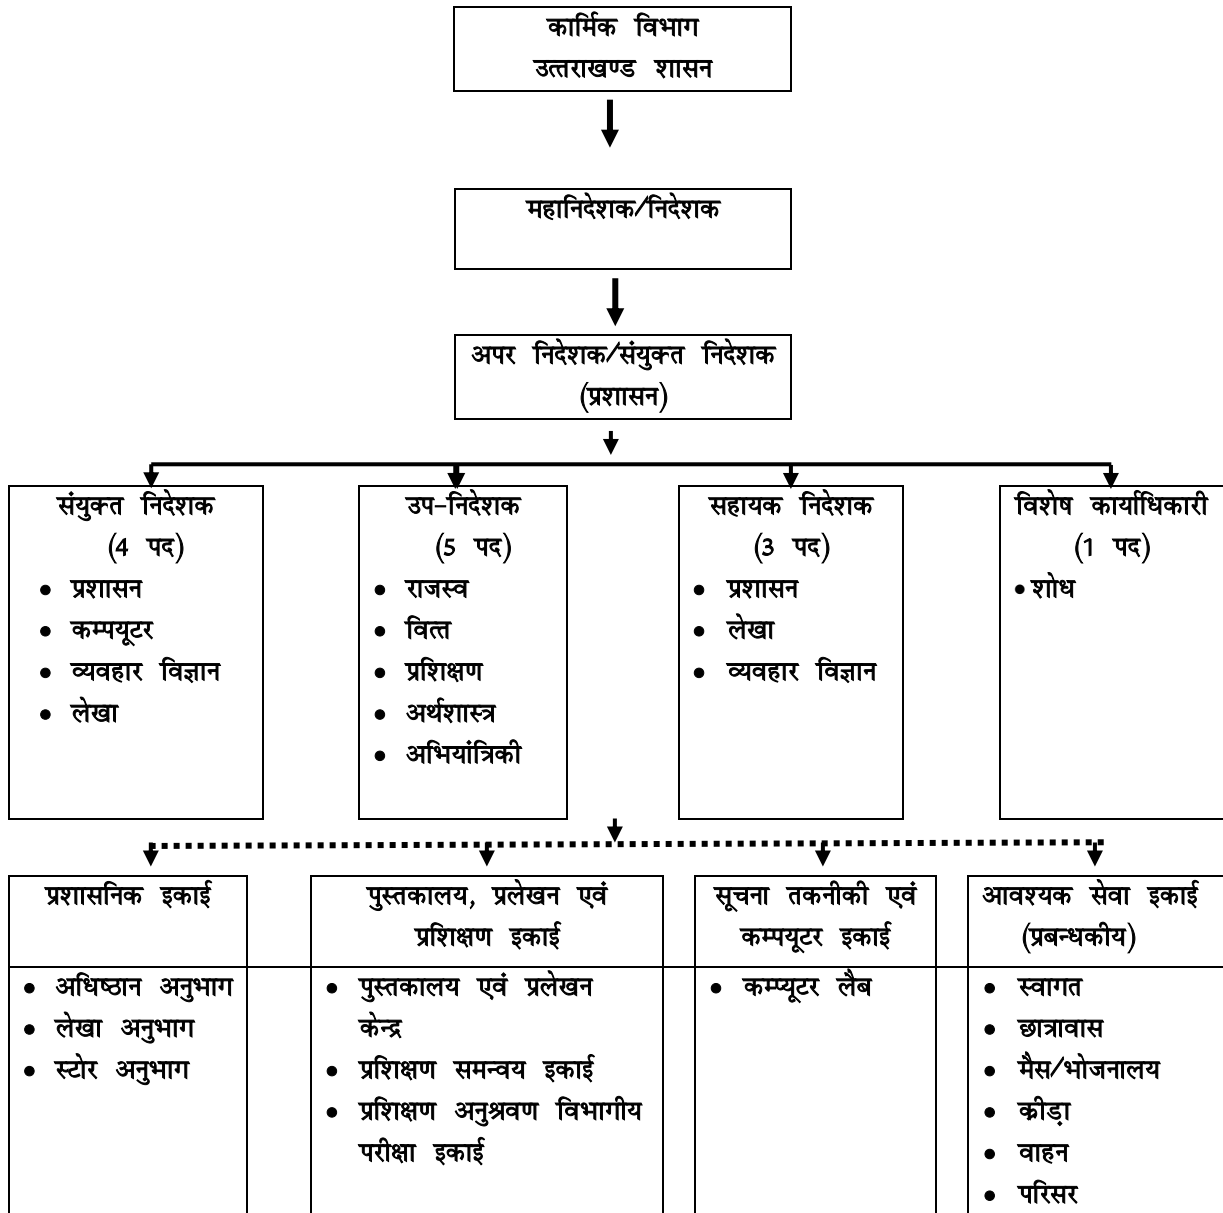 कार्मिक विभाग
उत्तराखण्ड शासन
महानिदेशक/निदेशक
अपर निदेशक/संयुक्त निदेशक
(प्रशासन)
संयुक्त निदेशक
(4 पद)
• प्रशासन
• कम्पयूटर
• व्यवहार विज्ञान
• लेखा
उप-निदेशक
(5 पद)
• राजस्व
• वित्त
• प्रशिक्षण
• अर्थशास्त्र
• अभियांत्रिकी
सहायक निदेशक
(3 पद)
• प्रशासन
• लेखा
• व्यवहार विज्ञान
विशेष कार्याधिकारी
(1 पद)
• शोध
प्रशासनिक इकाई
• अधिष्ठान अनुभाग
• लेखा अनुभाग
• स्टोर अनुभाग
पुस्तकालय, प्रलेखन एवं
प्रशिक्षण इकाई
• पुस्तकालय एवं प्रलेखन
केन्द्र
• प्रशिक्षण समन्वय इकाई
• प्रशिक्षण अनुश्रवण विभागीय
परीक्षा इकाई
सूचना तकनीकी एवं
कम्पयूटर इकाई
• कम्प्यूटर लैब
आवश्यक सेवा इकाई
(प्रबन्धकीय)
• स्वागत
• छात्रावास
• मैस/भोजनालय
• क्रीड़ा
• वाहन
• परिसर